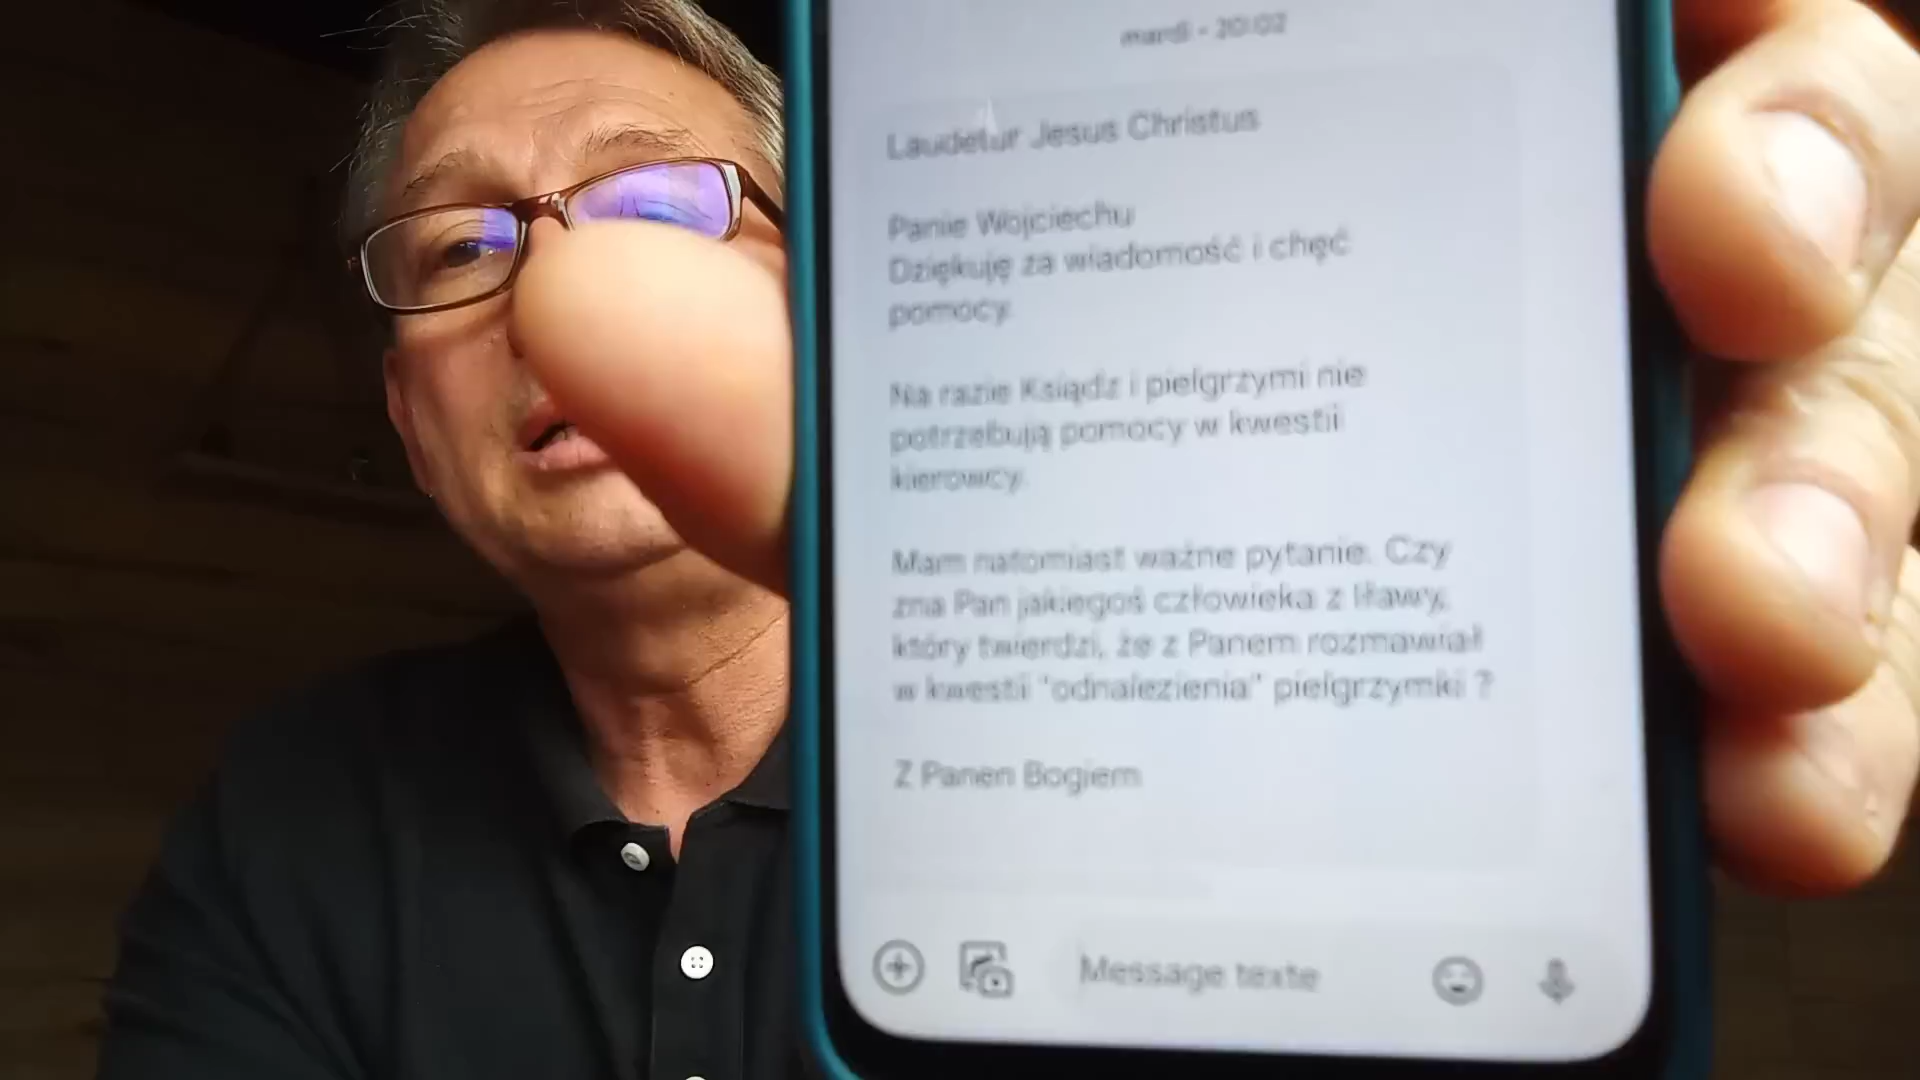 mardi • 20:02
Laudetur Jesus Christus
Panie Wojciechu
Dziękuję za wiadomość i chęć
pomocy.
Na razie Ksiądz i pielgrzymi nie
potrzebują pomocy w kwestii
kierowcy.
Mam natomiast ważne pytanie. Czy
zna Pan jakiegoś człowieka z Iławy,
który twierdzi, że z Panem rozmawiał
w kwestii "odnalezienia" pielgrzymki ?
Z Panen Bogiem
Message texte